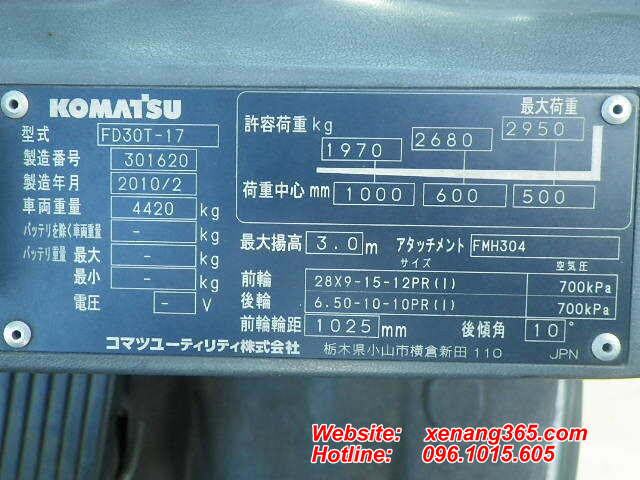 KOMATSU
型式 FD30T-17
製造番号 301620
製造年月 2010/2
車両重量 4420 kg
バッテリを除く車両重量 - kg
バッテリ重量 最大 - kg
最小 - kg
電圧 - V
最大荷重
許容荷重 kg 1970 2680 2950
荷重中心 mm 1000 600 500
最大揚高 3.0 m アタッチメント FMH304
サイズ 空気圧
前輪 28X9-15-12PR(I) 700kPa
後輪 6.50-10-10PR(I) 700kPa
前輪輪距 1025 mm 後傾角 10°
コマツユーティリティ株式会社 栃木県小山市横倉新田110 JPN
Website: xenang365.com
Hotline: 096.1015.605